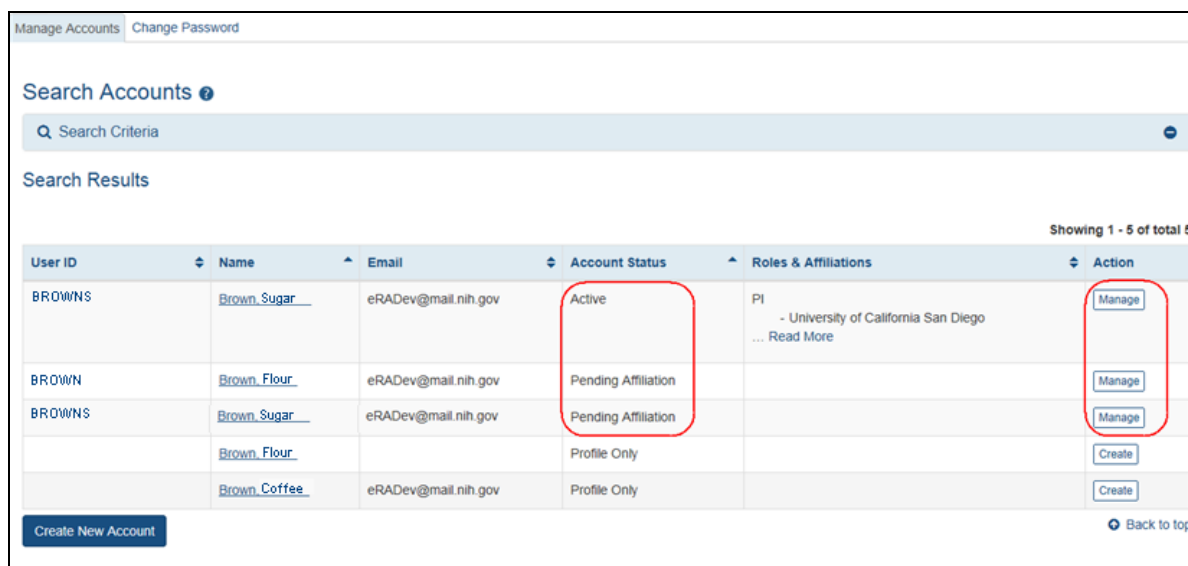 Manage Accounts Change Password
Search Accounts
Search Criteria
Search Results
Showing 1 - 5 of total 5
User ID Name Email Account Status Roles & Affiliations Action
BROWNS Brown, Sugar eRADev@mail.nih.gov Active PI Manage
- University of California San Diego
... Read More
BROWN Brown, Flour eRADev@mail.nih.gov Pending Affiliation Manage
BROWNS Brown, Sugar eRADev@mail.nih.gov Pending Affiliation Manage
Brown, Flour Profile Only Create
Brown, Coffee eRADev@mail.nih.gov Profile Only Create
Create New Account Back to top